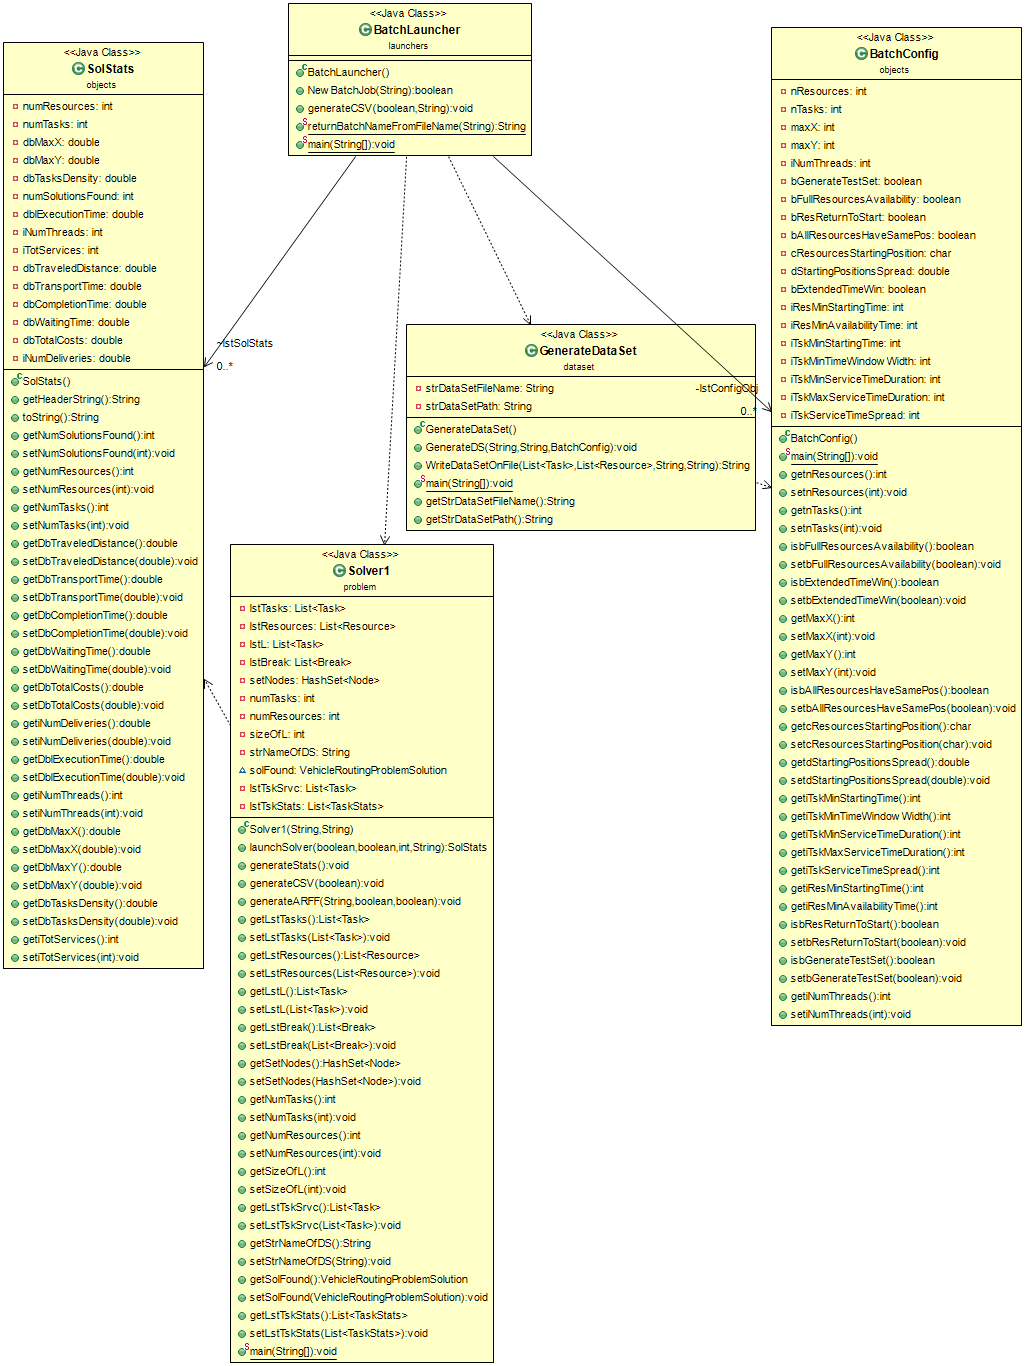 <<Java Class>>
BatchLauncher
launchers
BatchLauncher()
New BatchJob(String):boolean
generateCSV(boolean,String):void
returnBatchNameFromFileName(String):String
main(String[]):void
<<Java Class>>
SolStats
objects
numResources: int
numTasks: int
dbMaxX: double
dbMaxY: double
dbTasksDensity: double
numSolutionsFound: int
dblExecutionTime: double
iNumThreads: int
iTotServices: int
dbTraveledDistance: double
dbTransportTime: double
dbCompletionTime: double
dbWaitingTime: double
dbTotalCosts: double
iNumDeliveries: double
SolStats()
getHeaderString():String
toString():String
getNumSolutionsFound():int
setNumSolutionsFound(int):void
getNumResources():int
setNumResources(int):void
getNumTasks():int
setNumTasks(int):void
getDbTraveledDistance():double
setDbTraveledDistance(double):void
getDbTransportTime():double
setDbTransportTime(double):void
getDbCompletionTime():double
setDbCompletionTime(double):void
getDbWaitingTime():double
setDbWaitingTime(double):void
getDbTotalCosts():double
setDbTotalCosts(double):void
getiNumDeliveries():double
setiNumDeliveries(double):void
getDblExecutionTime():double
setDblExecutionTime(double):void
getiNumThreads():int
setiNumThreads(int):void
getDbMaxX():double
setDbMaxX(double):void
getDbMaxY():double
setDbMaxY(double):void
getDbTasksDensity():double
setDbTasksDensity(double):void
getiTotServices():int
setiTotServices(int):void
~lstSolStats
0..*
<<Java Class>>
GenerateDataSet
dataset
strDataSetFileName: String
strDataSetPath: String
GenerateDataSet()
GenerateDS(String,String,BatchConfig):void
WriteDataSetOnFile(List<Task>,List<Resource>,String,String):String
main(String[]):void
getStrDataSetFileName():String
getStrDataSetPath():String
-lstConfigObj
0..*
<<Java Class>>
Solver1
problem
lstTasks: List<Task>
lstResources: List<Resource>
lstL: List<Task>
lstBreak: List<Break>
setNodes: HashSet<Node>
numTasks: int
numResources: int
sizeOfL: int
strNameOfDS: String
solFound: VehicleRoutingProblemSolution
lstTskSrvc: List<Task>
lstTskStats: List<TaskStats>
Solver1(String,String)
launchSolver(boolean,boolean,int,String):SolStats
generateStats():void
generateCSV(boolean):void
generateARFF(String,boolean,boolean):void
getLstTasks():List<Task>
setLstTasks(List<Task>):void
getLstResources():List<Resource>
setLstResources(List<Resource>):void
getLstL():List<Task>
setLstL(List<Task>):void
getLstBreak():List<Break>
setLstBreak(List<Break>):void
getSetNodes():HashSet<Node>
setSetNodes(HashSet<Node>):void
getNumTasks():int
setNumTasks(int):void
getNumResources():int
setNumResources(int):void
getSizeOfL():int
setSizeOfL(int):void
getLstTskSrvc():List<Task>
setLstTskSrvc(List<Task>):void
getStrNameOfDS():String
setStrNameOfDS(String):void
getSolFound():VehicleRoutingProblemSolution
setSolFound(VehicleRoutingProblemSolution):void
getLstTskStats():List<TaskStats>
setLstTskStats(List<TaskStats>):void
main(String[]):void
<<Java Class>>
BatchConfig
objects
nResources: int
nTasks: int
maxX: int
maxY: int
iNumThreads: int
bGenerateTestSet: boolean
bFullResourcesAvailability: boolean
bResReturnToStart: boolean
bAllResourcesHaveSamePos: boolean
cResourcesStartingPosition: char
dStartingPositionsSpread: double
bExtendedTimeWin: boolean
iResMinStartingTime: int
iResMinAvailabilityTime: int
iTskMinStartingTime: int
iTskMinTimeWindow Width: int
iTskMinServiceTimeDuration: int
iTskMaxServiceTimeDuration: int
iTskServiceTimeSpread: int
BatchConfig()
main(String[]):void
getnResources():int
setnResources(int):void
getnTasks():int
setnTasks(int):void
isbFullResourcesAvailability():boolean
setbFullResourcesAvailability(boolean):void
isbExtendedTimeWin():boolean
setbExtendedTimeWin(boolean):void
getMaxX():int
setMaxX(int):void
getMaxY():int
setMaxY(int):void
isbAllResourcesHaveSamePos():boolean
setbAllResourcesHaveSamePos(boolean):void
getcResourcesStartingPosition():char
setcResourcesStartingPosition(char):void
getdStartingPositionsSpread():double
setdStartingPositionsSpread(double):void
getiTskMinStartingTime():int
getiTskMinTimeWindow Width():int
getiTskMinServiceTimeDuration():int
getiTskMaxServiceTimeDuration():int
getiTskServiceTimeSpread():int
getiResMinStartingTime():int
getiResMinAvailabilityTime():int
isbResReturnToStart():boolean
setbResReturnToStart(boolean):void
isbGenerateTestSet():boolean
setbGenerateTestSet(boolean):void
getiNumThreads():int
setiNumThreads(int):void